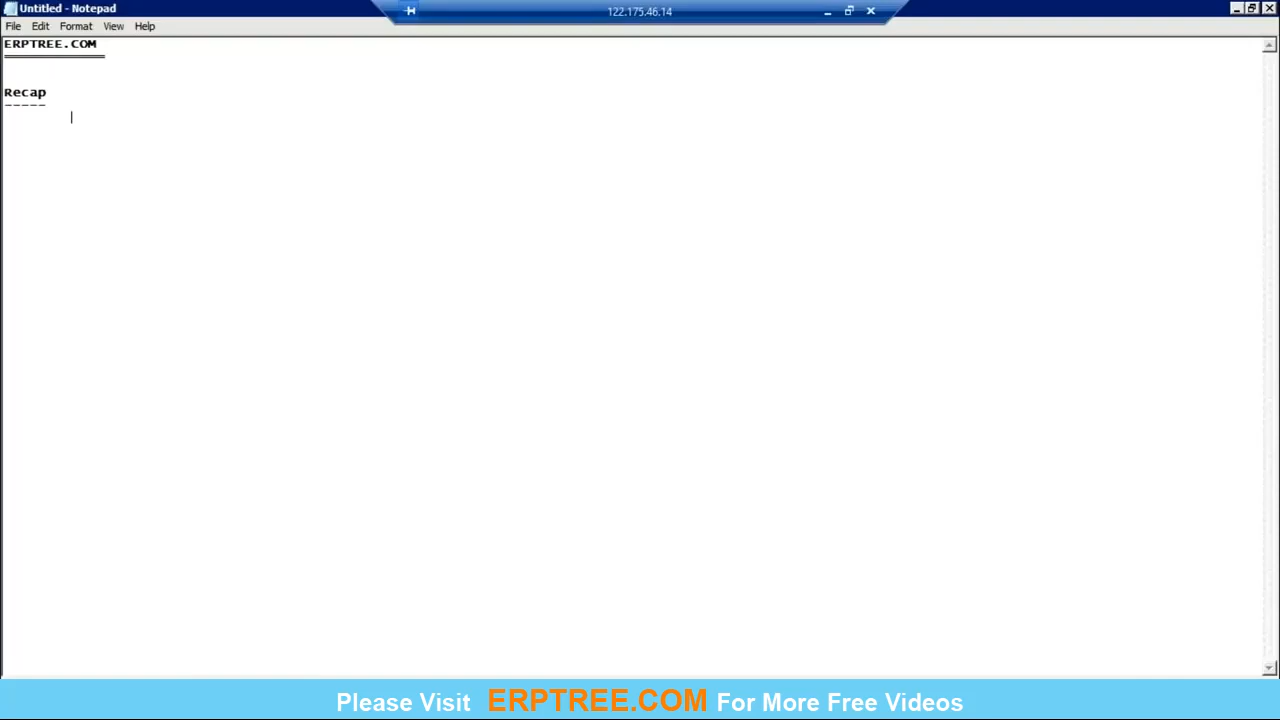 Untitled - Notepad
122.175.46.14
File Edit Format View Help
ERPTREE.COM
============
Recap
-----
Please Visit ERPTREE.COM For More Free Videos